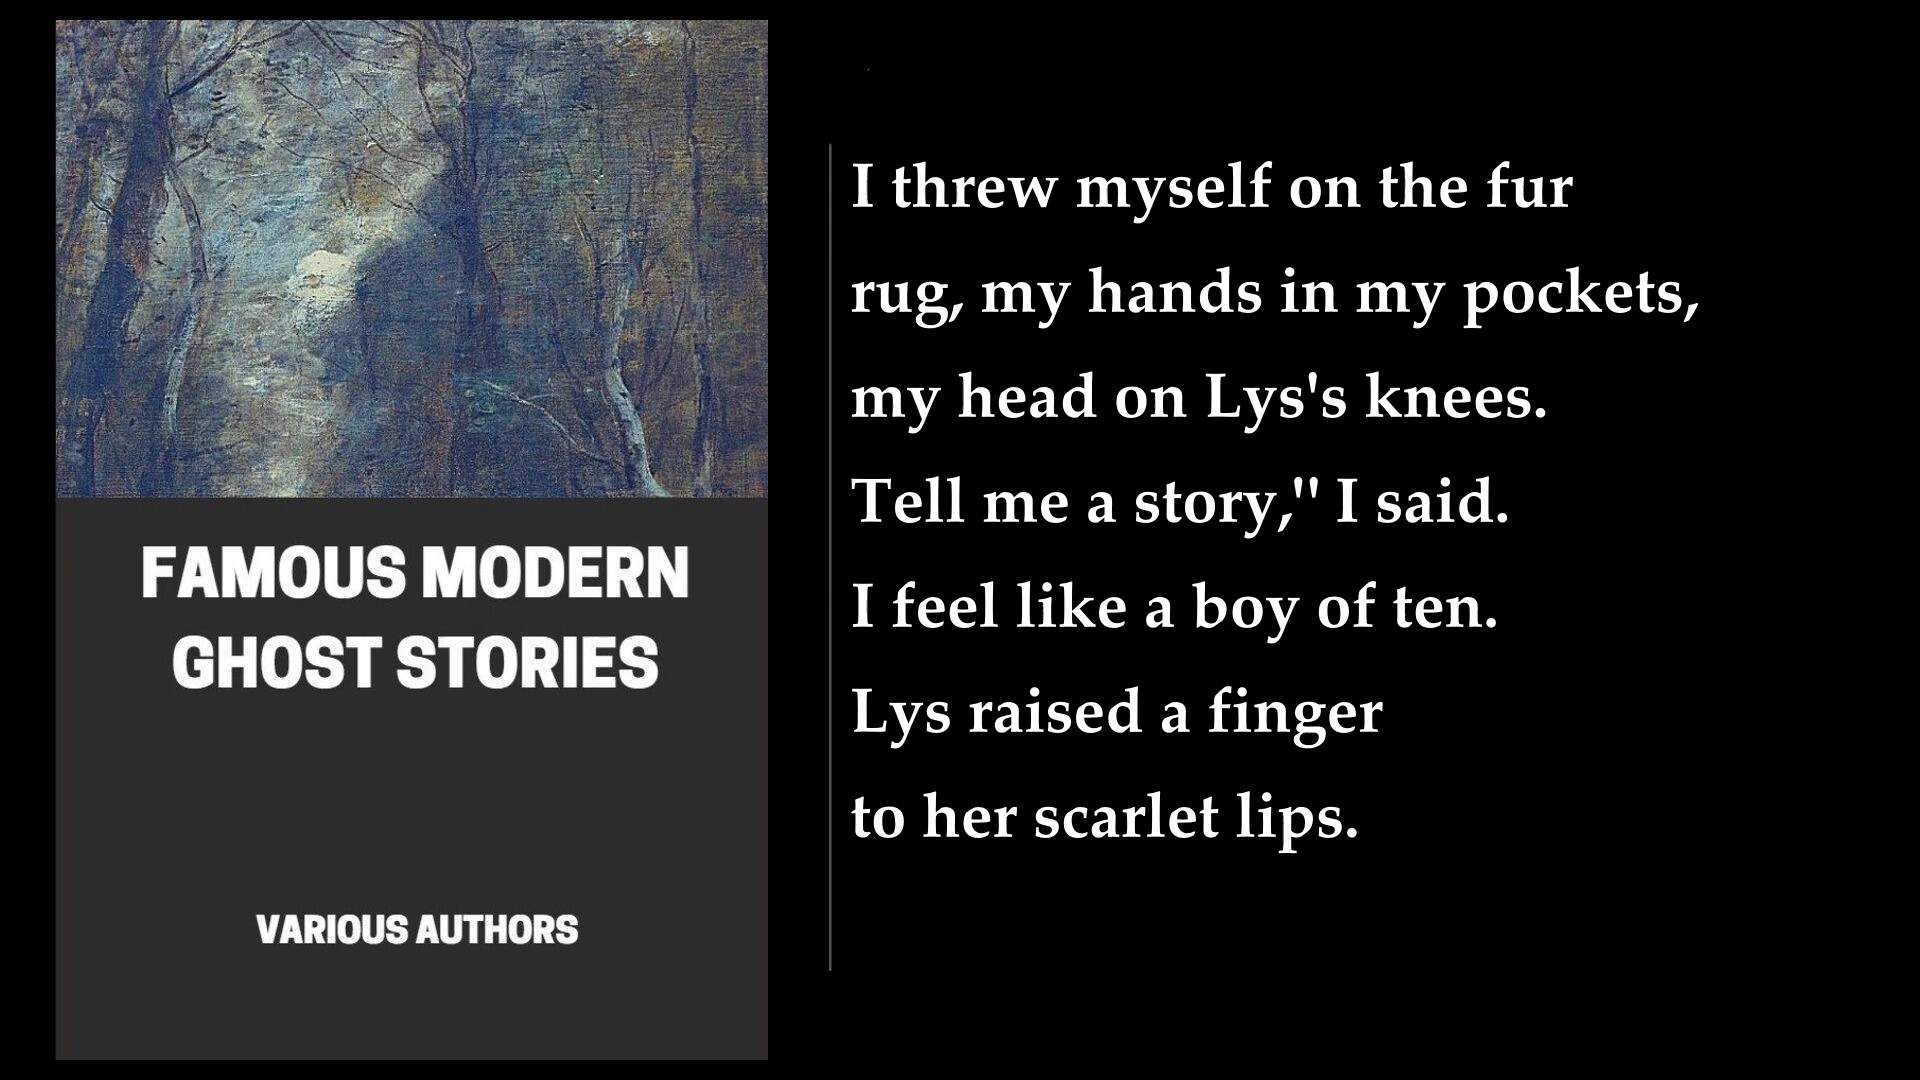 FAMOUS MODERN
GHOST STORIES
VARIOUS AUTHORS
I threw myself on the fur
rug, my hands in my pockets,
my head on Lys's knees.
Tell me a story," I said.
I feel like a boy of ten.
Lys raised a finger
to her scarlet lips.